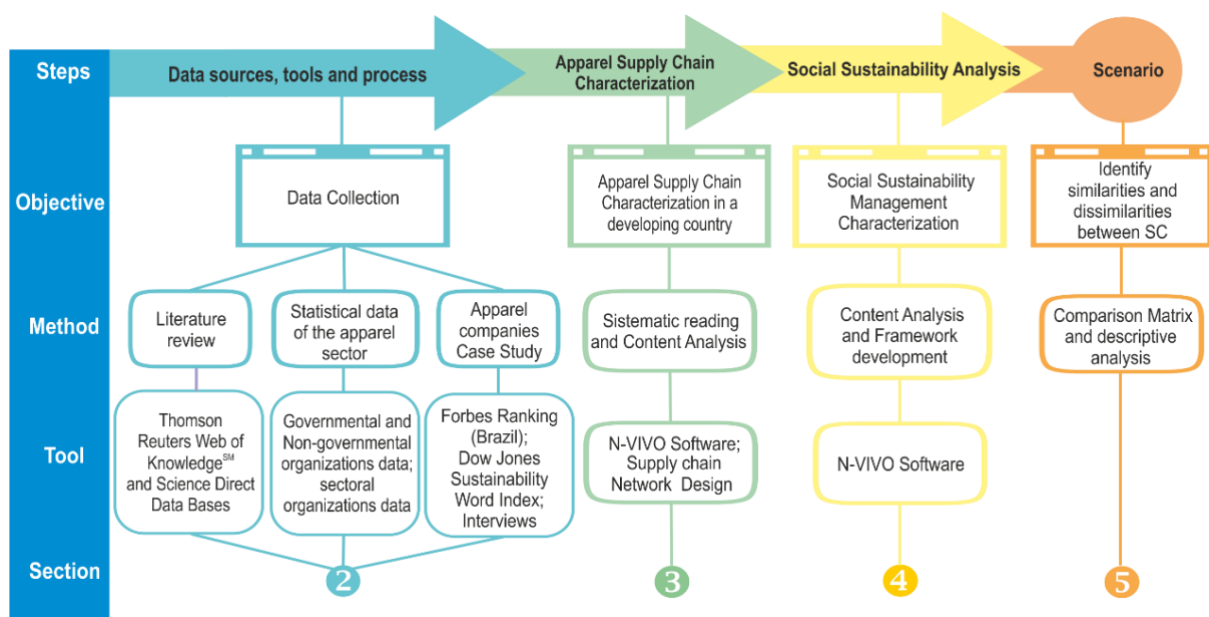 Steps
Data sources, tools and process
Apparel Supply Chain
Characterization
Social Sustainability Analysis
Scenario
Objective
Data Collection
Apparel Supply Chain
Characterization in a
developing country
Social Sustainability
Management
Characterization
Identify
similarities and
dissimilarities
between SC
Method
Literature
review
Statistical data
of the apparel
sector
Apparel
companies
Case Study
Sistematic reading
and Content Analysis
Content Analysis
and Framework
development
Comparison Matrix
and descriptive
analysis
Tool
Thomson
Reuters Web of
Knowledge℠
and Science Direct
Data Bases
Governmental and
Non-governmental
organizations data;
sectoral
organizations data
Forbes Ranking
(Brazil);
Dow Jones
Sustainability
Word Index;
Interviews
N-VIVO Software;
Supply chain
Network Design
N-VIVO Software
Section
2
3
4
5